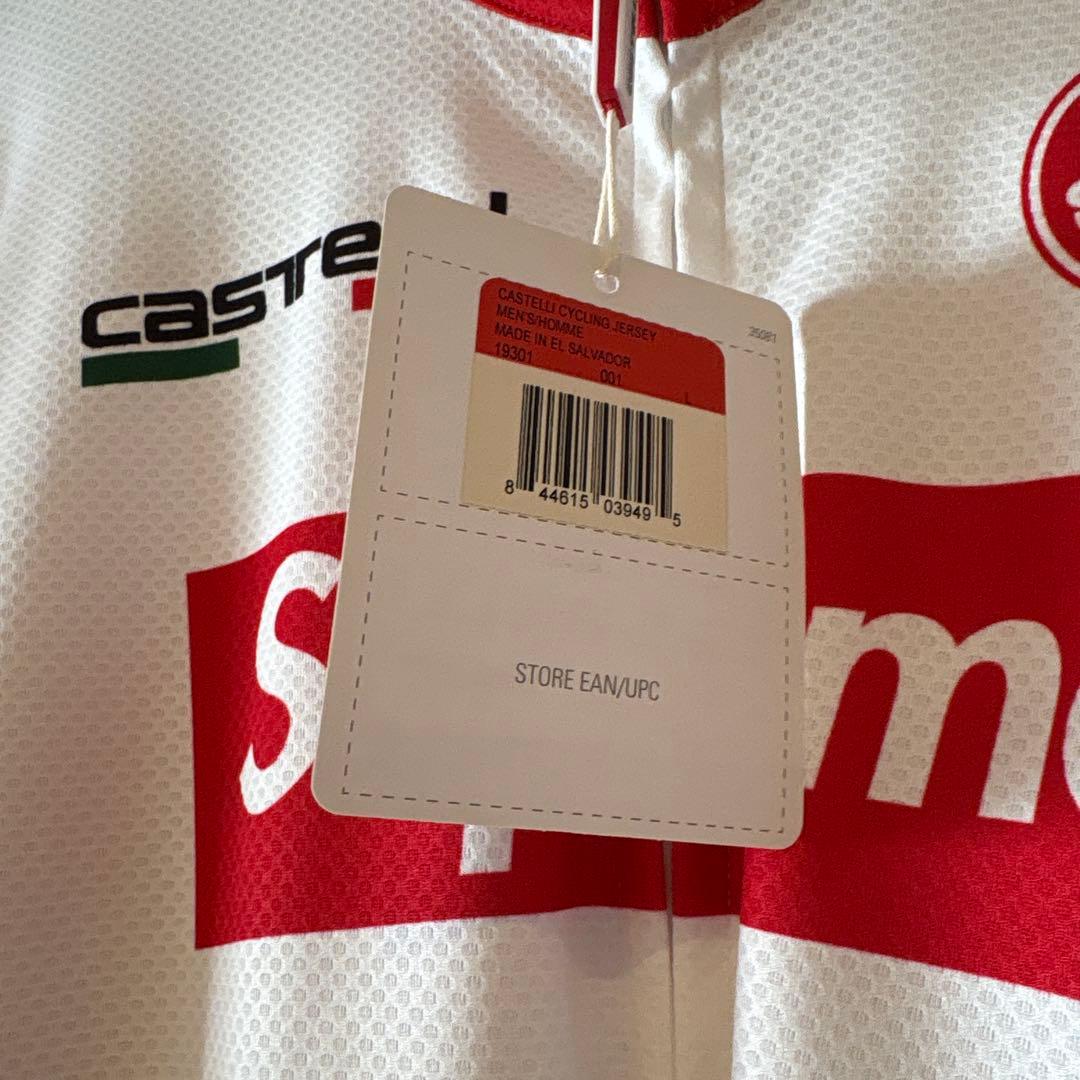 castel
CASTELLI CYCLING JERSEY
MEN'S/HOMME
MADE IN EL SALVADOR
19301 001 L
35081
8 44615 03949 5
STORE EAN/UPC
S me